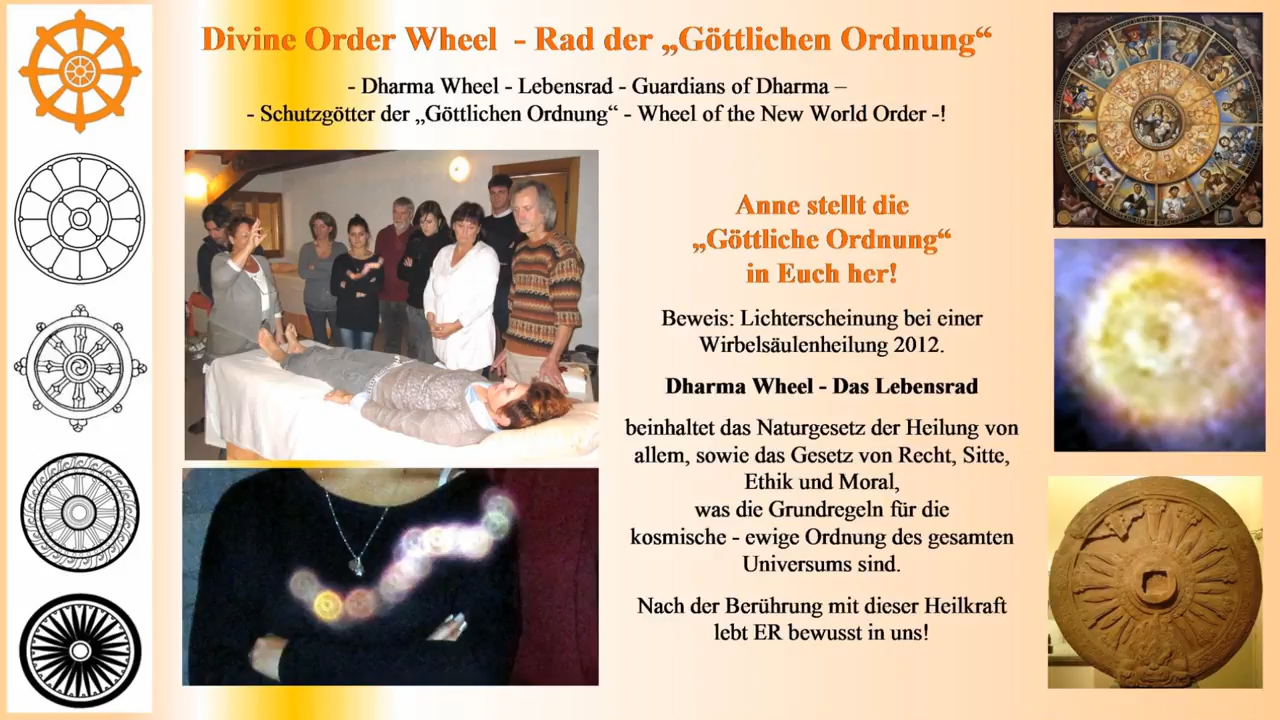 Divine Order Wheel - Rad der „Göttlichen Ordnung“
- Dharma Wheel - Lebensrad - Guardians of Dharma –
- Schutzgötter der „Göttlichen Ordnung“ - Wheel of the New World Order -!
Anne stellt die
„Göttliche Ordnung“
in Euch her!
Beweis: Lichterscheinung bei einer
Wirbelsäulenheilung 2012.
Dharma Wheel - Das Lebensrad
beinhaltet das Naturgesetz der Heilung von
allem, sowie das Gesetz von Recht, Sitte,
Ethik und Moral,
was die Grundregeln für die
kosmische - ewige Ordnung des gesamten
Universums sind.
Nach der Berührung mit dieser Heilkraft
lebt ER bewusst in uns!